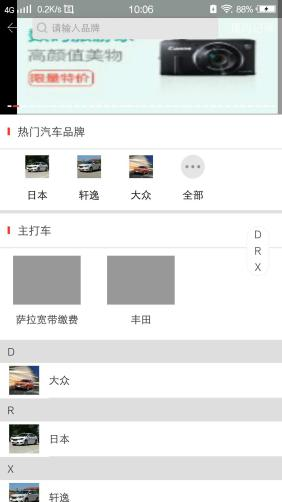 4G 0.2K/s 10:06 88%
请输入品牌
高颜值美物
限量特价
Canon
热门汽车品牌
日本 轩逸 大众 全部
主打车
D
R
X
萨拉宽带缴费 丰田
D
大众
R
日本
X
轩逸